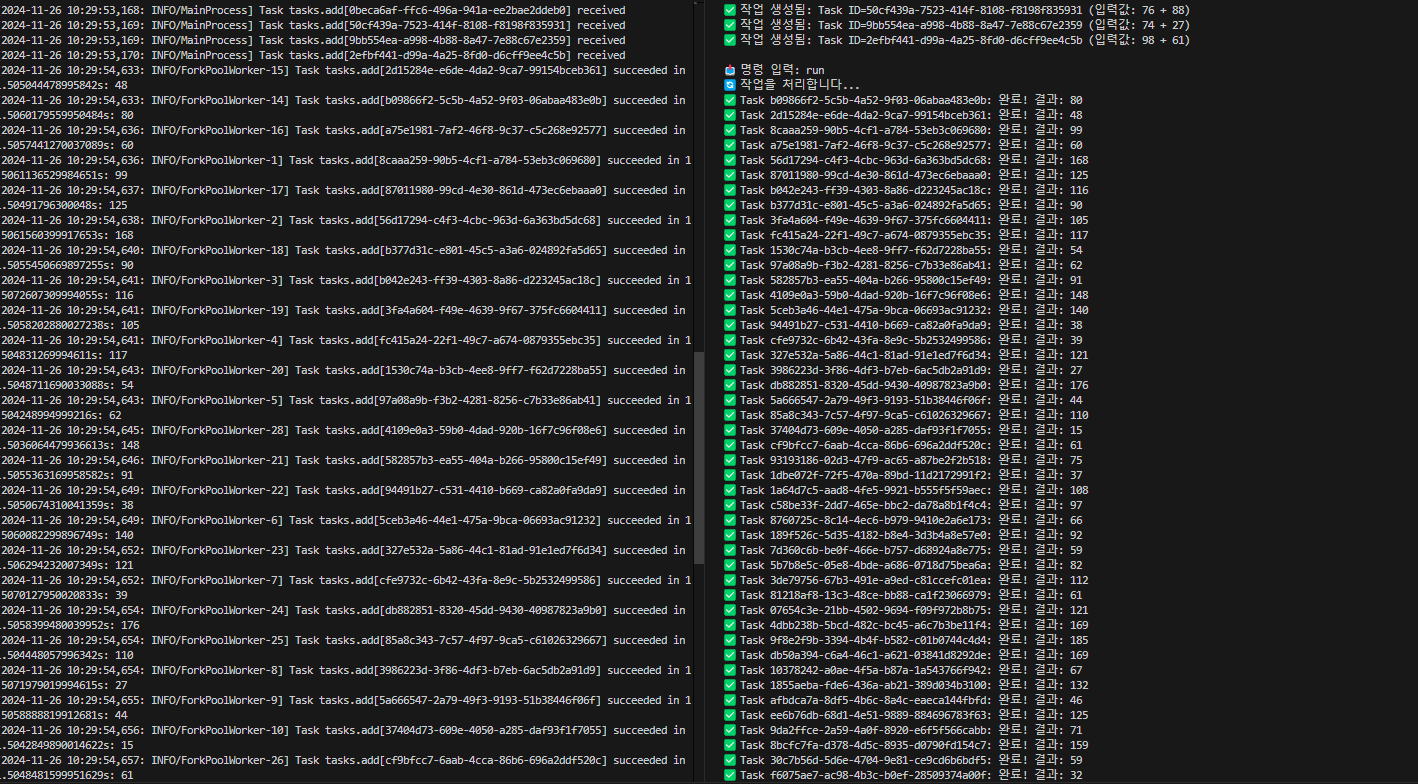 2024-11-26 10:29:53,168: INFO/MainProcess] Task tasks.add[0beca6af-ffc6-496a-941a-ee2bae2ddeb0] received
2024-11-26 10:29:53,169: INFO/MainProcess] Task tasks.add[50cf439a-7523-414f-8108-f8198f835931] received
2024-11-26 10:29:53,169: INFO/MainProcess] Task tasks.add[9bb554ea-a998-4b88-8a47-7e88c67e2359] received
2024-11-26 10:29:53,170: INFO/MainProcess] Task tasks.add[2efbf441-d99a-4a25-8fd0-d6cff9ee4c5b] received
2024-11-26 10:29:54,633: INFO/ForkPoolWorker-15] Task tasks.add[2d15284e-e6de-4da2-9ca7-99154bceb361] succeeded in
.505044478995842s: 48
2024-11-26 10:29:54,633: INFO/ForkPoolWorker-14] Task tasks.add[b09866f2-5c5b-4a52-9f03-06abaa483e0b] succeeded in
.5060179559950484s: 80
2024-11-26 10:29:54,636: INFO/ForkPoolWorker-16] Task tasks.add[a75e1981-7af2-46f8-9c37-c5c268e92577] succeeded in
.5057441270037089s: 60
2024-11-26 10:29:54,636: INFO/ForkPoolWorker-1] Task tasks.add[8caaa259-90b5-4cf1-a784-53eb3c069680] succeeded in 1
5061136529984651s: 99
2024-11-26 10:29:54,637: INFO/ForkPoolWorker-17] Task tasks.add[87011980-99cd-4e30-861d-473ec6ebaaa0] succeeded in
.50491796300048s: 125
2024-11-26 10:29:54,638: INFO/ForkPoolWorker-2] Task tasks.add[56d17294-c4f3-4cbc-963d-6a363bd5dc68] succeeded in 1
5061560399917653s: 168
2024-11-26 10:29:54,640: INFO/ForkPoolWorker-18] Task tasks.add[b377d31c-e801-45c5-a3a6-024892fa5d65] succeeded in
.5055450669897255s: 90
2024-11-26 10:29:54,641: INFO/ForkPoolWorker-3] Task tasks.add[b042e243-ff39-4303-8a86-d223245ac18c] succeeded in 1
5072607309994055s: 116
2024-11-26 10:29:54,641: INFO/ForkPoolWorker-19] Task tasks.add[3fa4a604-f49e-4639-9f67-375fc6604411] succeeded in
.5058202880027238s: 105
2024-11-26 10:29:54,641: INFO/ForkPoolWorker-4] Task tasks.add[fc415a24-22f1-49c7-a674-0879355ebc35] succeeded in 1
504831269994611s: 117
2024-11-26 10:29:54,643: INFO/ForkPoolWorker-20] Task tasks.add[1530c74a-b3cb-4ee8-9ff7-f62d7228ba55] succeeded in
.5048711690033088s: 54
2024-11-26 10:29:54,643: INFO/ForkPoolWorker-5] Task tasks.add[97a08a9b-f3b2-4281-8256-c7b33e86ab41] succeeded in 1
504248994999216s: 62
2024-11-26 10:29:54,645: INFO/ForkPoolWorker-28] Task tasks.add[4109e0a3-59b0-4dad-920b-16f7c96f08e6] succeeded in
.5036064479936613s: 148
2024-11-26 10:29:54,646: INFO/ForkPoolWorker-21] Task tasks.add[582857b3-ea55-404a-b266-95800c15ef49] succeeded in
.5055363169958582s: 91
2024-11-26 10:29:54,649: INFO/ForkPoolWorker-22] Task tasks.add[94491b27-c531-4410-b669-ca82a0fa9da9] succeeded in
.5050674310041359s: 38
2024-11-26 10:29:54,649: INFO/ForkPoolWorker-6] Task tasks.add[5ceb3a46-44e1-475a-9bca-06693ac91232] succeeded in 1
5060082299896749s: 140
2024-11-26 10:29:54,652: INFO/ForkPoolWorker-23] Task tasks.add[327e532a-5a86-44c1-81ad-91e1ed7f6d34] succeeded in
.506294232007349s: 121
2024-11-26 10:29:54,652: INFO/ForkPoolWorker-7] Task tasks.add[cfe9732c-6b42-43fa-8e9c-5b2532499586] succeeded in 1
5070127950020833s: 39
2024-11-26 10:29:54,654: INFO/ForkPoolWorker-24] Task tasks.add[db882851-8320-45dd-9430-40987823a9b0] succeeded in
.5058399480039952s: 176
2024-11-26 10:29:54,654: INFO/ForkPoolWorker-25] Task tasks.add[85a8c343-7c57-4f97-9ca5-c61026329667] succeeded in
.504448057996342s: 110
2024-11-26 10:29:54,654: INFO/ForkPoolWorker-8] Task tasks.add[3986223d-3f86-4df3-b7eb-6ac5db2a91d9] succeeded in 1
5071979019994615s: 27
2024-11-26 10:29:54,655: INFO/ForkPoolWorker-9] Task tasks.add[5a666547-2a79-49f3-9193-51b38446f06f] succeeded in 1
5058888819912681s: 44
2024-11-26 10:29:54,656: INFO/ForkPoolWorker-10] Task tasks.add[37404d73-609e-4050-a285-daf93f1f7055] succeeded in
.5042849890014622s: 15
2024-11-26 10:29:54,657: INFO/ForkPoolWorker-26] Task tasks.add[cf9bfcc7-6aab-4cca-86b6-696a2ddf520c] succeeded in
.5048481599951629s: 61
✅ 작업 생성됨: Task ID=50cf439a-7523-414f-8108-f8198f835931 (입력값: 76 + 88)
✅ 작업 생성됨: Task ID=9bb554ea-a998-4b88-8a47-7e88c67e2359 (입력값: 74 + 27)
✅ 작업 생성됨: Task ID=2efbf441-d99a-4a25-8fd0-d6cff9ee4c5b (입력값: 98 + 61)
명령 입력: run
작업을 처리합니다...
✅ Task b09866f2-5c5b-4a52-9f03-06abaa483e0b: 완료! 결과: 80
✅ Task 2d15284e-e6de-4da2-9ca7-99154bceb361: 완료! 결과: 48
✅ Task 8caaa259-90b5-4cf1-a784-53eb3c069680: 완료! 결과: 99
✅ Task a75e1981-7af2-46f8-9c37-c5c268e92577: 완료! 결과: 60
✅ Task 56d17294-c4f3-4cbc-963d-6a363bd5dc68: 완료! 결과: 168
✅ Task 87011980-99cd-4e30-861d-473ec6ebaaa0: 완료! 결과: 125
✅ Task b042e243-ff39-4303-8a86-d223245ac18c: 완료! 결과: 116
✅ Task b377d31c-e801-45c5-a3a6-024892fa5d65: 완료! 결과: 90
✅ Task 3fa4a604-f49e-4639-9f67-375fc6604411: 완료! 결과: 105
✅ Task fc415a24-22f1-49c7-a674-0879355ebc35: 완료! 결과: 117
✅ Task 1530c74a-b3cb-4ee8-9ff7-f62d7228ba55: 완료! 결과: 54
✅ Task 97a08a9b-f3b2-4281-8256-c7b33e86ab41: 완료! 결과: 62
✅ Task 582857b3-ea55-404a-b266-95800c15ef49: 완료! 결과: 91
✅ Task 4109e0a3-59b0-4dad-920b-16f7c96f08e6: 완료! 결과: 148
✅ Task 5ceb3a46-44e1-475a-9bca-06693ac91232: 완료! 결과: 140
✅ Task 94491b27-c531-4410-b669-ca82a0fa9da9: 완료! 결과: 38
✅ Task cfe9732c-6b42-43fa-8e9c-5b2532499586: 완료! 결과: 39
✅ Task 327e532a-5a86-44c1-81ad-91e1ed7f6d34: 완료! 결과: 121
✅ Task 3986223d-3f86-4df3-b7eb-6ac5db2a91d9: 완료! 결과: 27
✅ Task db882851-8320-45dd-9430-40987823a9b0: 완료! 결과: 176
✅ Task 5a666547-2a79-49f3-9193-51b38446f06f: 완료! 결과: 44
✅ Task 85a8c343-7c57-4f97-9ca5-c61026329667: 완료! 결과: 110
✅ Task 37404d73-609e-4050-a285-daf93f1f7055: 완료! 결과: 15
✅ Task cf9bfcc7-6aab-4cca-86b6-696a2ddf520c: 완료! 결과: 61
✅ Task 93193186-02d3-47f9-ac65-a87be2f2b518: 완료! 결과: 75
✅ Task 1dbe072f-72f5-470a-89bd-11d2172991f2: 완료! 결과: 37
✅ Task 1a64d7c5-aad8-4fe5-9921-b555f5f59aec: 완료! 결과: 108
✅ Task c58be33f-2dd7-465e-bbc2-da78a8b1f4c4: 완료! 결과: 97
✅ Task 8760725c-8c14-4ec6-b979-9410e2a6e173: 완료! 결과: 66
✅ Task 189f526c-5d35-4182-b8e4-3d3b4a8e57e0: 완료! 결과: 92
✅ Task 7d360c6b-be0f-466e-b757-d68924a8e775: 완료! 결과: 59
✅ Task 5b7b8e5c-05e8-4bde-a686-0718d75bea6a: 완료! 결과: 82
✅ Task 3de79756-67b3-491e-a9ed-c81ccefc01ea: 완료! 결과: 112
✅ Task 81218af8-13c3-48ce-bb88-ca1f23066979: 완료! 결과: 61
✅ Task 07654c3e-21bb-4502-9694-f09f972b8b75: 완료! 결과: 121
✅ Task 4dbb238b-5bcd-482c-bc45-a6c7b3be11f4: 완료! 결과: 169
✅ Task 9f8e2f9b-3394-4b4f-b582-c01b0744c4d4: 완료! 결과: 185
✅ Task db50a394-c6a4-46c1-a621-03841d8292de: 완료! 결과: 169
✅ Task 10378242-a0ae-4f5a-b87a-1a543766f942: 완료! 결과: 67
✅ Task 1855aeba-fde6-436a-ab21-389d034b3100: 완료! 결과: 132
✅ Task afbdca7a-8df5-4b6c-8a4c-eaeca144fbfd: 완료! 결과: 46
✅ Task ee6b76db-68d1-4e51-9889-884696783f63: 완료! 결과: 125
✅ Task 9da2ffce-2a59-4a0f-8920-e6f5f566cabb: 완료! 결과: 71
✅ Task 8bcfc7fa-d378-4d5c-8935-d0790fd154c7: 완료! 결과: 159
✅ Task 30c7b56d-5d6e-4704-9e81-ce9cd6b6bdf5: 완료! 결과: 59
✅ Task f6075ae7-ac98-4b3c-b0ef-28509374a00f: 완료! 결과: 32